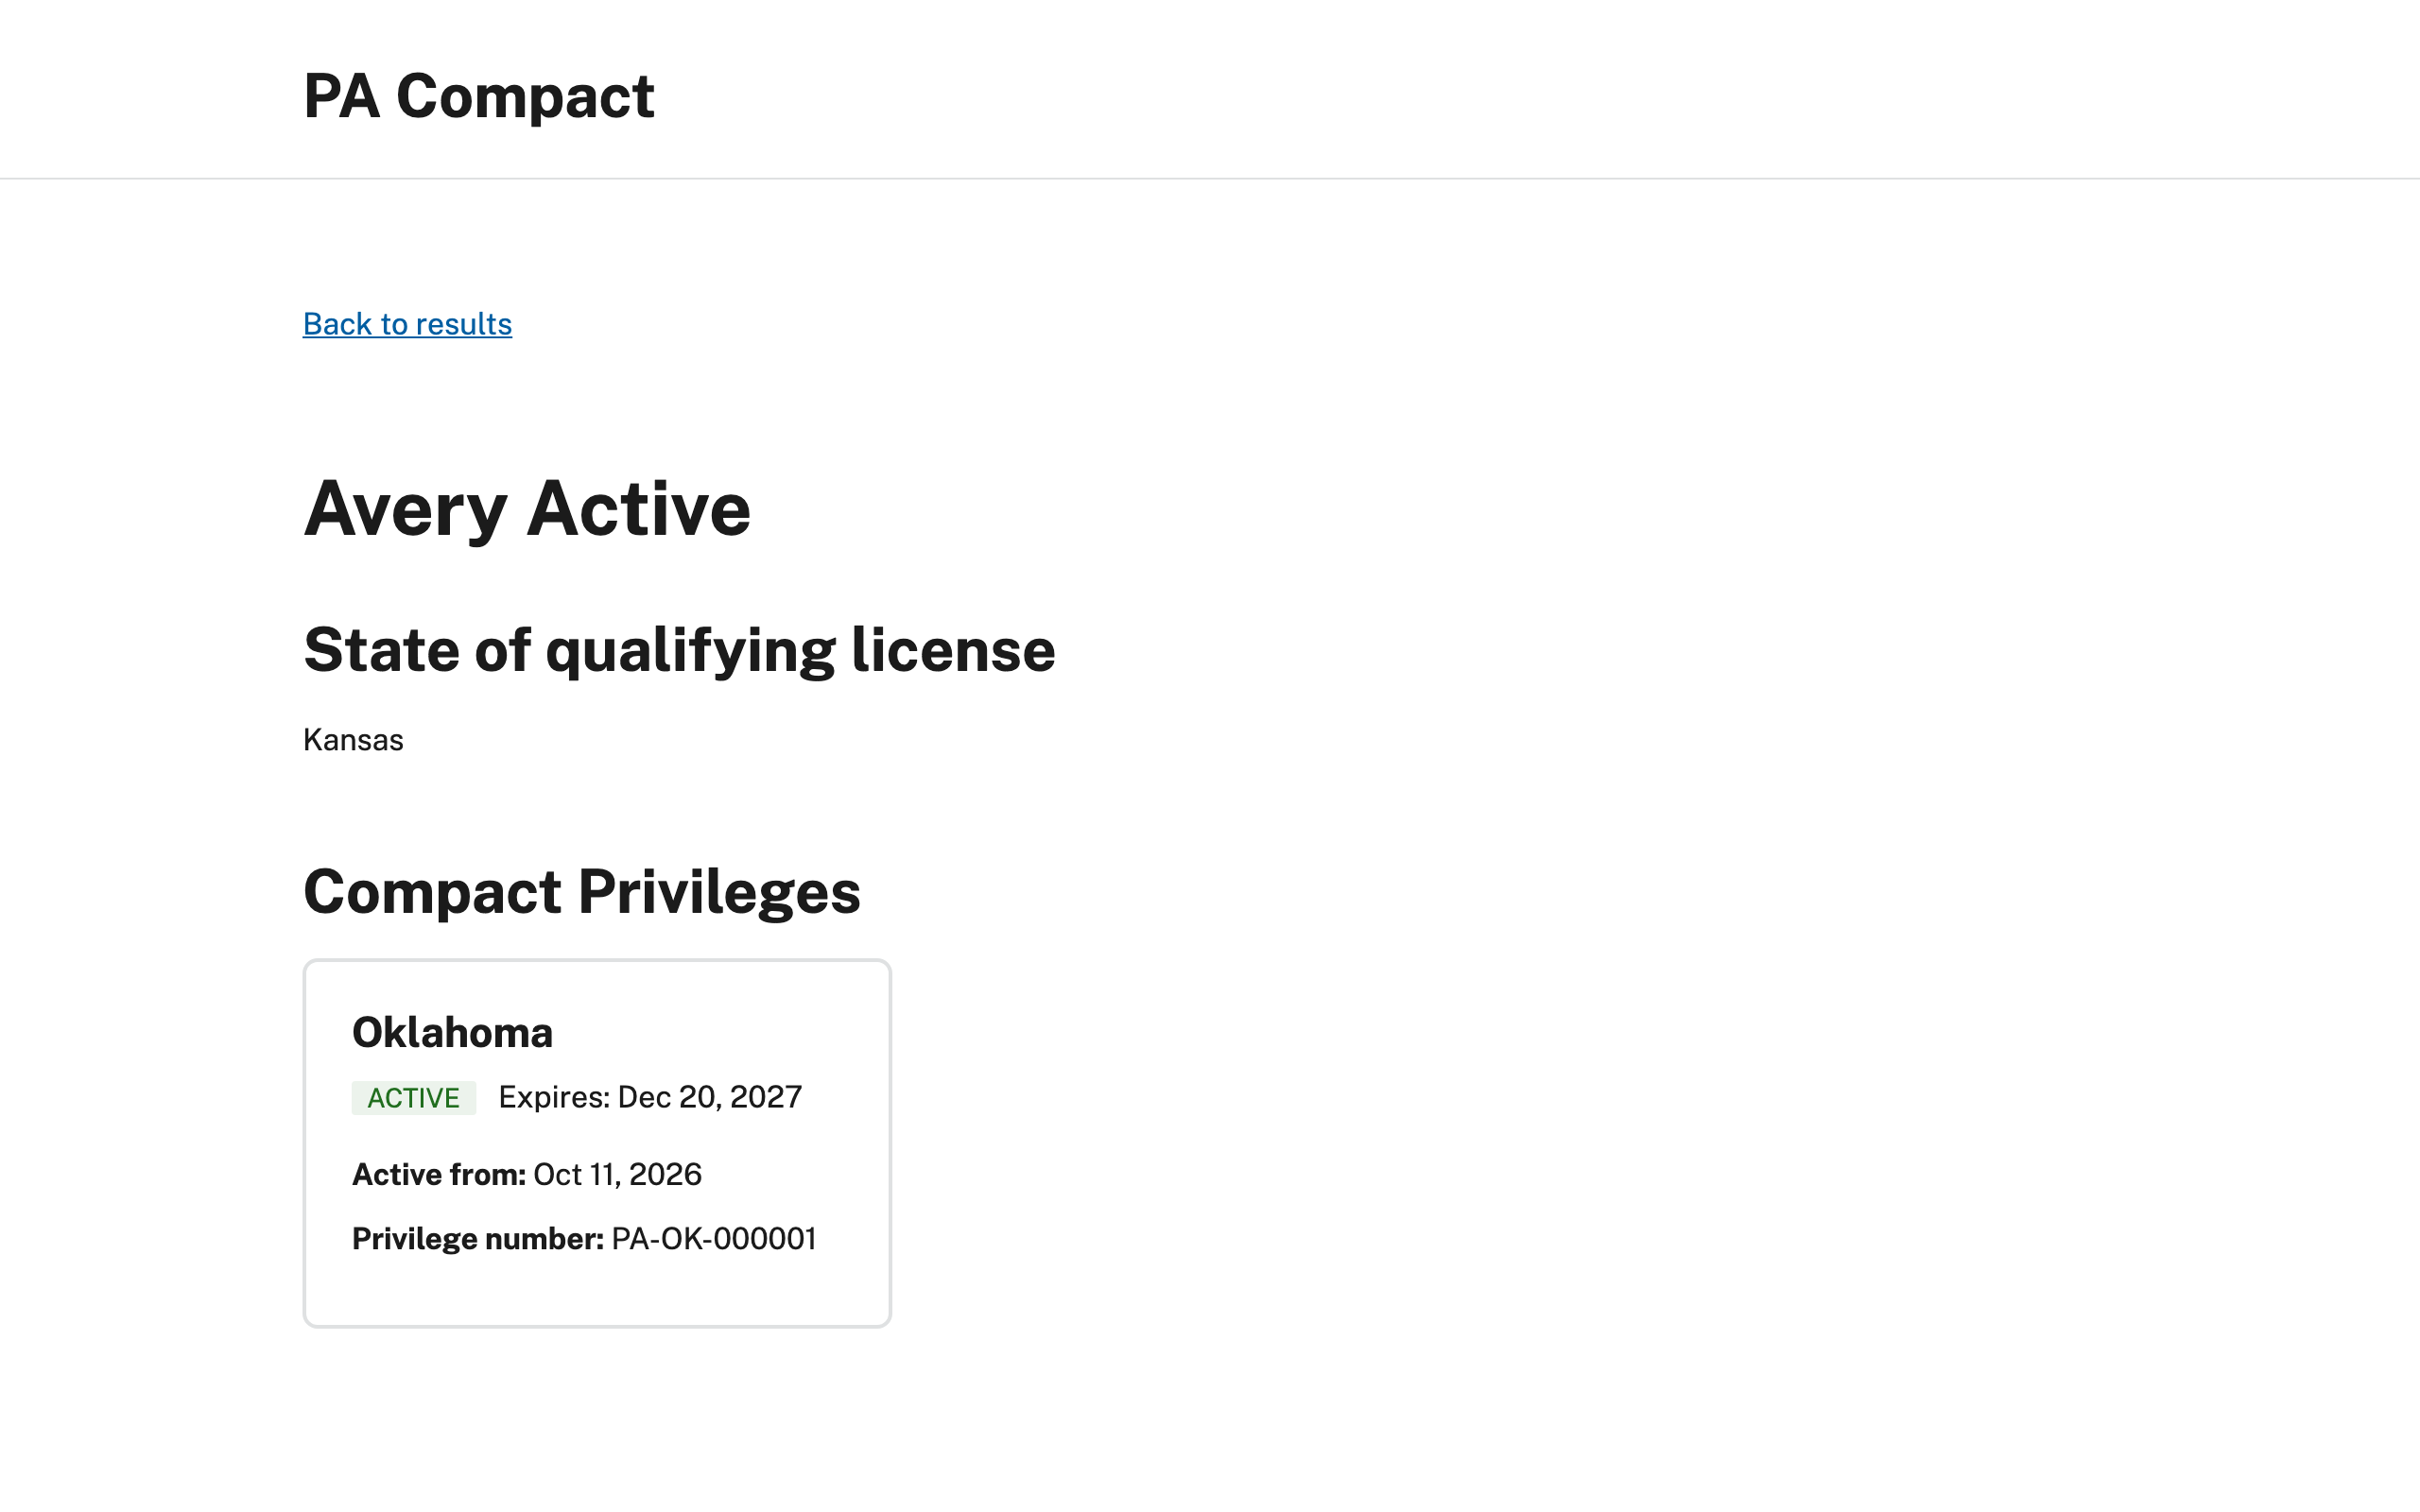 PA Compact
Back to results
Avery Active
State of qualifying license
Kansas
Compact Privileges
Oklahoma
ACTIVE Expires: Dec 20, 2027
Active from: Oct 11, 2026
Privilege number: PA-OK-000001